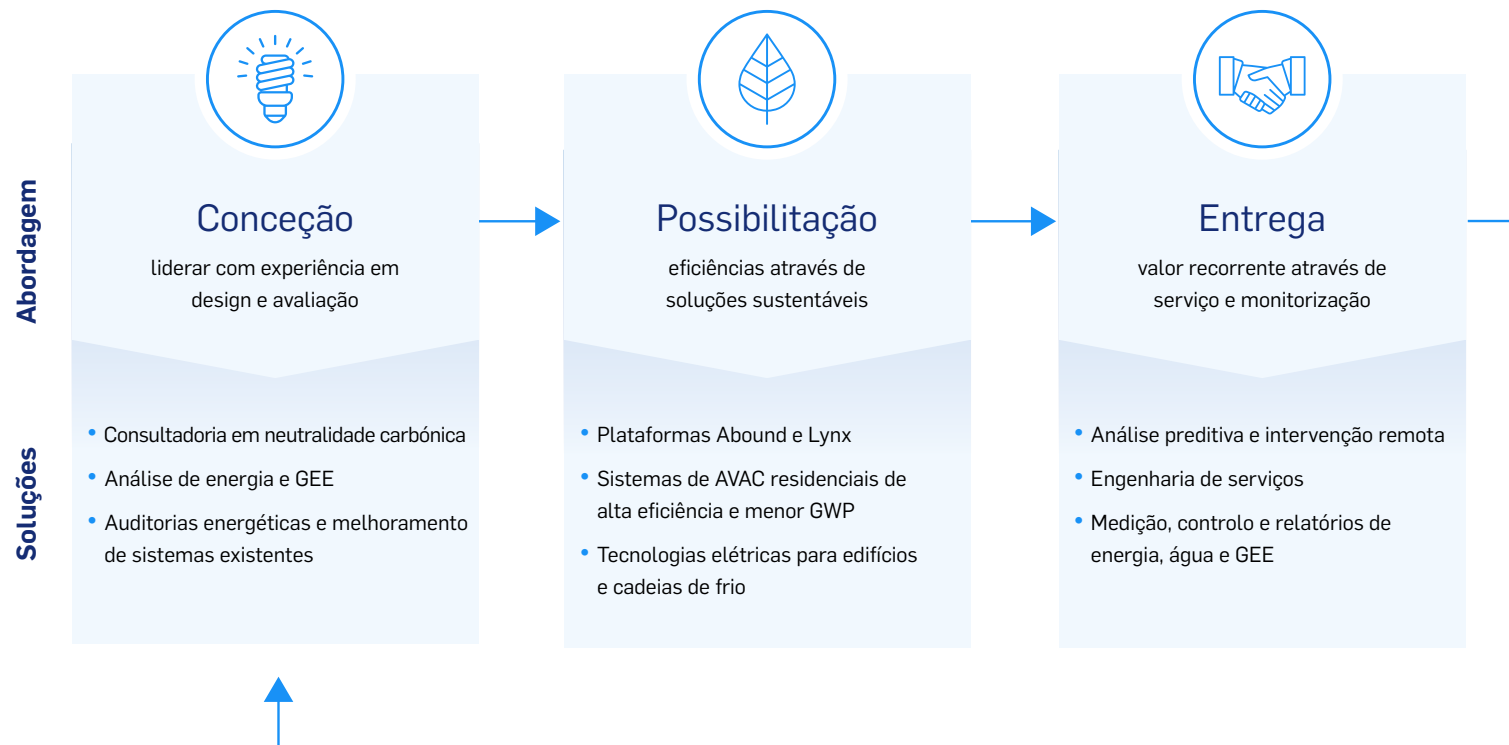 Abordagem
Conceção
liderar com experiência em
design e avaliação
Possibilitação
eficiências através de
soluções sustentáveis
Entrega
valor recorrente através de
serviço e monitorização
Soluções
• Consultadoria em neutralidade carbónica
• Análise de energia e GEE
• Auditorias energéticas e melhoramento
de sistemas existentes
• Plataformas Abound e Lynx
• Sistemas de AVAC residenciais de
alta eficiência e menor GWP
• Tecnologias elétricas para edifícios
e cadeias de frio
• Análise preditiva e intervenção remota
• Engenharia de serviços
• Medição, controlo e relatórios de
energia, água e GEE